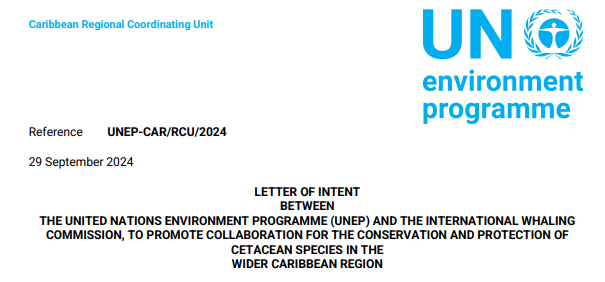 Caribbean Regional Coordinating Unit
UN
environment
programme
Reference UNEP-CAR/RCU/2024
29 September 2024
LETTER OF INTENT
BETWEEN
THE UNITED NATIONS ENVIRONMENT PROGRAMME (UNEP) AND THE INTERNATIONAL WHALING
COMMISSION, TO PROMOTE COLLABORATION FOR THE CONSERVATION AND PROTECTION OF
CETACEAN SPECIES IN THE
WIDER CARIBBEAN REGION